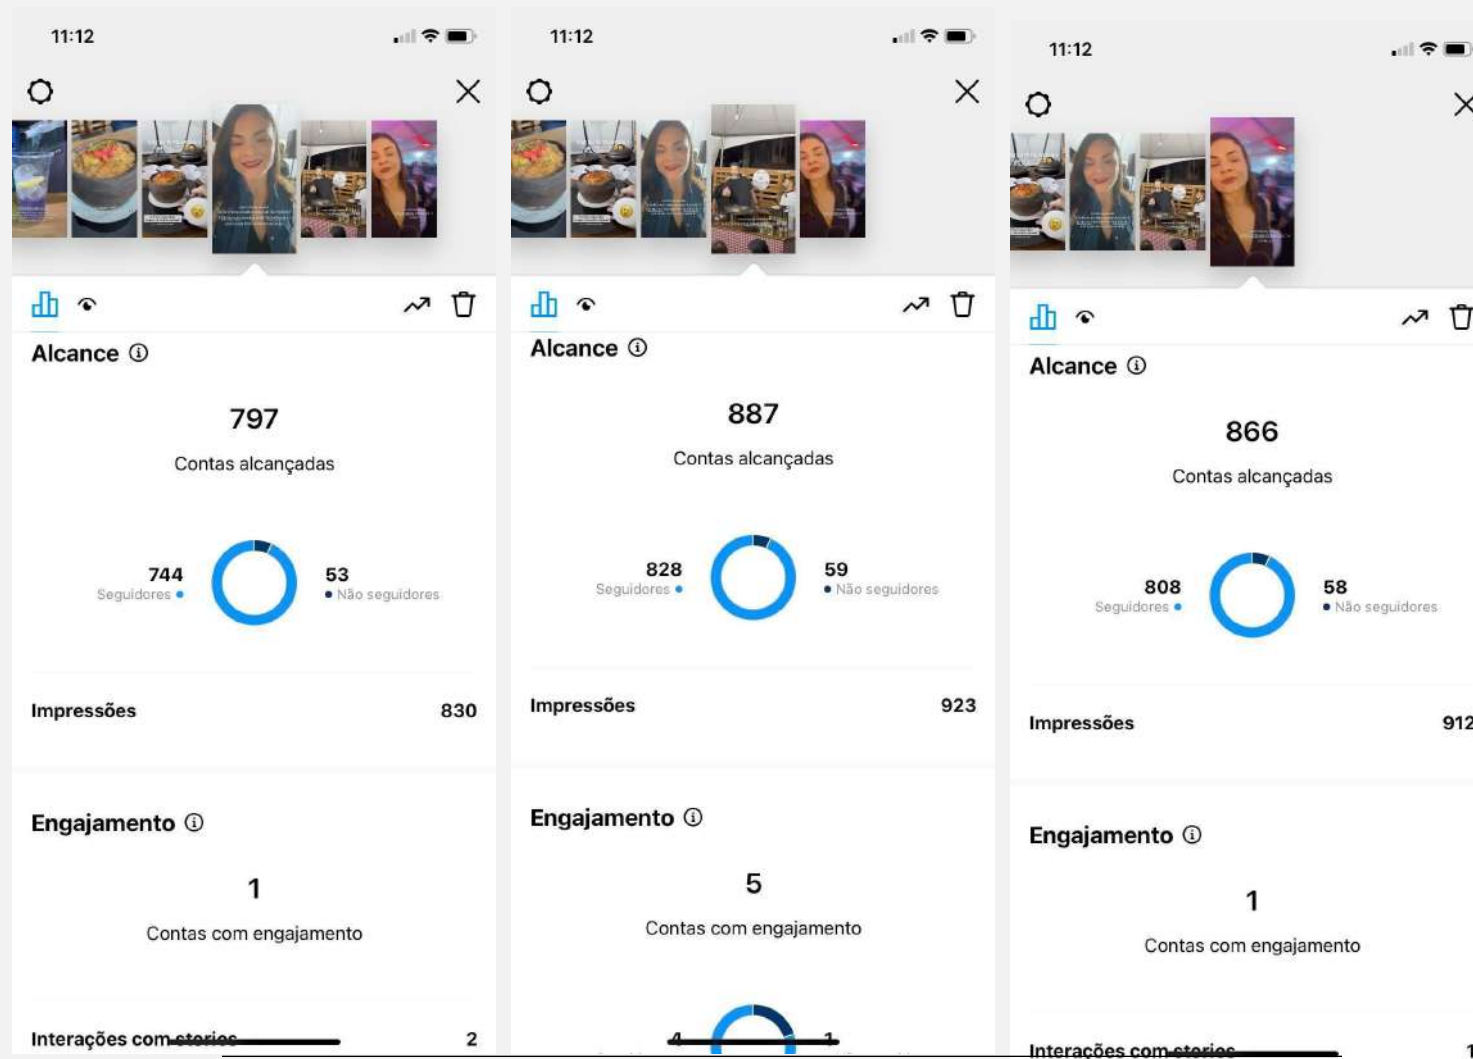 11:12
Alcance
797
Contas alcançadas
744
Seguidores
53
Não seguidores
Impressões 830
Engajamento
1
Contas com engajamento
Interações com stories 2
11:12
Alcance
887
Contas alcançadas
828
Seguidores
59
Não seguidores
Impressões 923
Engajamento
5
Contas com engajamento
4
1
11:12
Alcance
866
Contas alcançadas
808
Seguidores
58
Não seguidores
Impressões 912
Engajamento
1
Contas com engajamento
Interações com stories 1